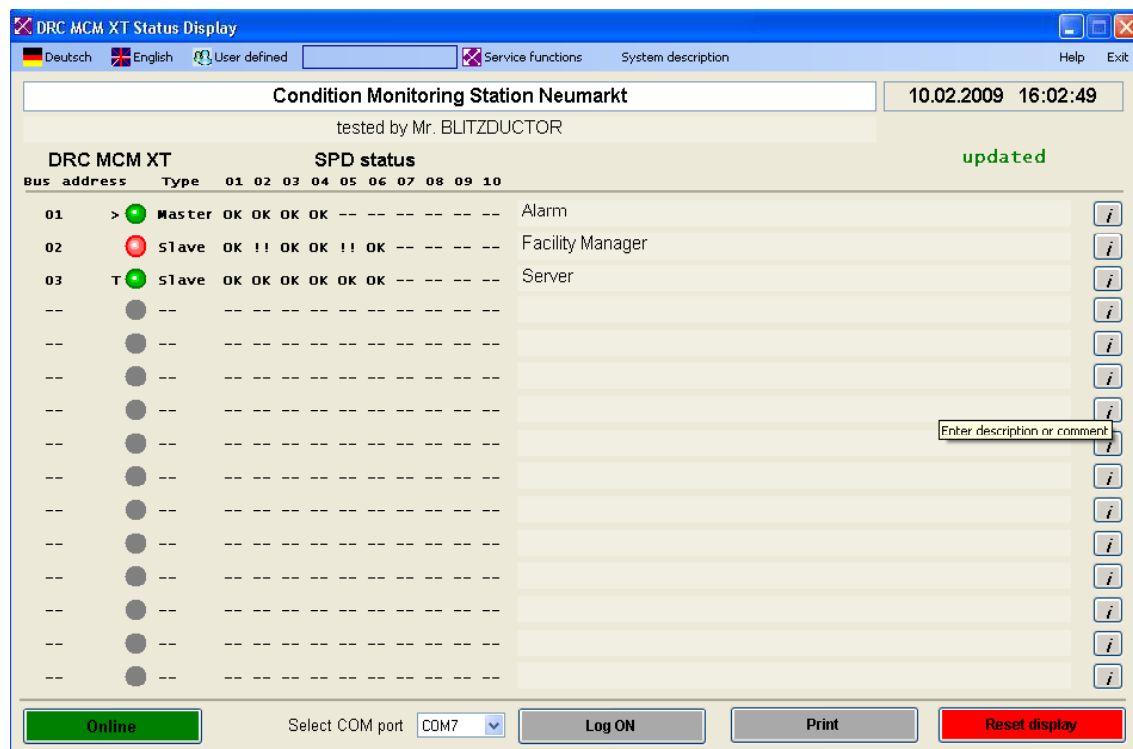 DRC MCM XT Status Display
Deutsch English User defined Service functions System description Help Exit
Condition Monitoring Station Neumarkt 10.02.2009 16:02:49
tested by Mr. BLITZDUCTOR
updated
DRC MCM XT SPD status
Bus address Type 01 02 03 04 05 06 07 08 09 10
01 > Master OK OK OK OK -- -- -- -- -- -- Alarm i
02 Slave OK !! OK OK !! OK -- -- -- -- Facility Manager i
03 T Slave OK OK OK OK OK OK -- -- -- -- Server i
-- -- -- -- -- -- -- -- -- -- -- -- i
-- -- -- -- -- -- -- -- -- -- -- -- i
-- -- -- -- -- -- -- -- -- -- -- -- i
-- -- -- -- -- -- -- -- -- -- -- -- i
Enter description or comment
-- -- -- -- -- -- -- -- -- -- -- -- i
-- -- -- -- -- -- -- -- -- -- -- -- i
-- -- -- -- -- -- -- -- -- -- -- -- i
-- -- -- -- -- -- -- -- -- -- -- -- i
-- -- -- -- -- -- -- -- -- -- -- -- i
-- -- -- -- -- -- -- -- -- -- -- -- i
-- -- -- -- -- -- -- -- -- -- -- -- i
-- -- -- -- -- -- -- -- -- -- -- -- i
Online Select COM port COM7 Log ON Print Reset display